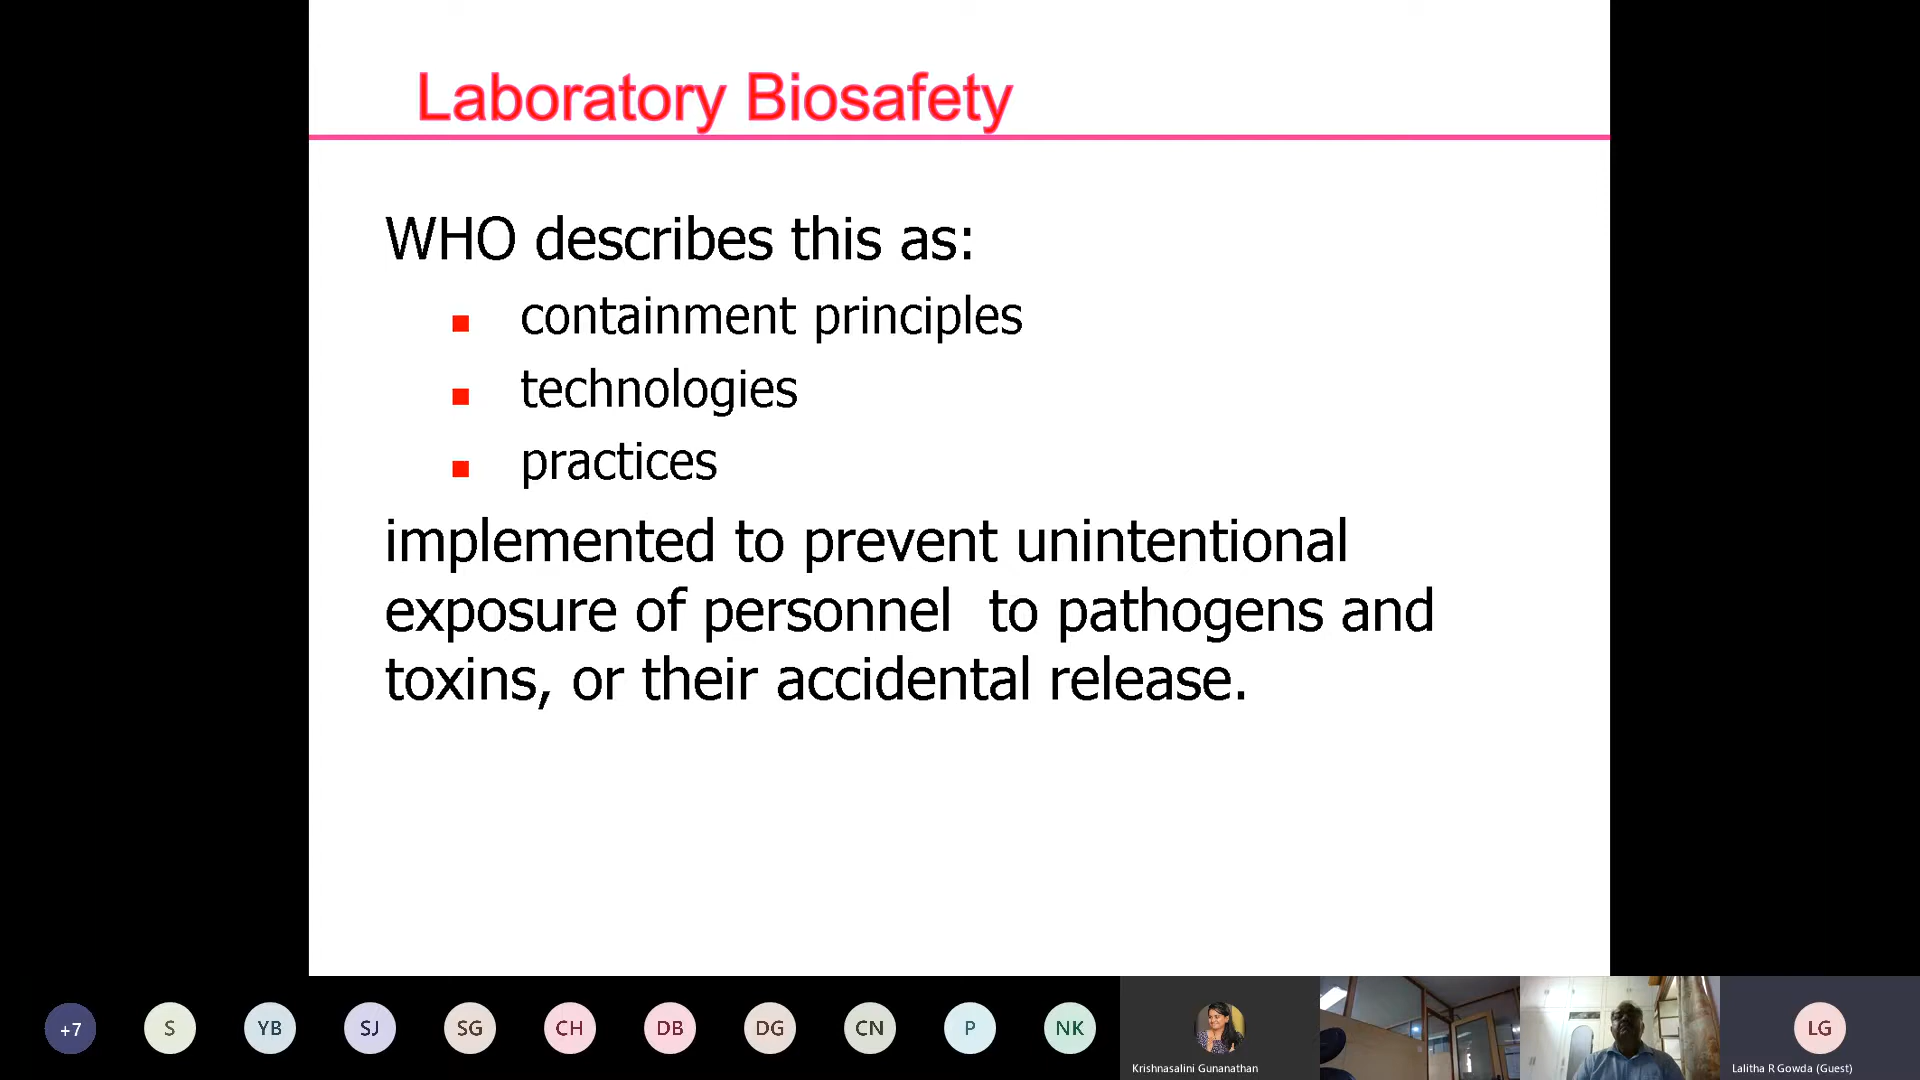 Laboratory Biosafety
WHO describes this as:
containment principles
technologies
practices
implemented to prevent unintentional
exposure of personnel to pathogens and
toxins, or their accidental release.
+7
S
YB
SJ
SG
CH
DB
DG
CN
P
NK
Krishnasalini Gunanathan
LG
Lalitha R Gowda (Guest)